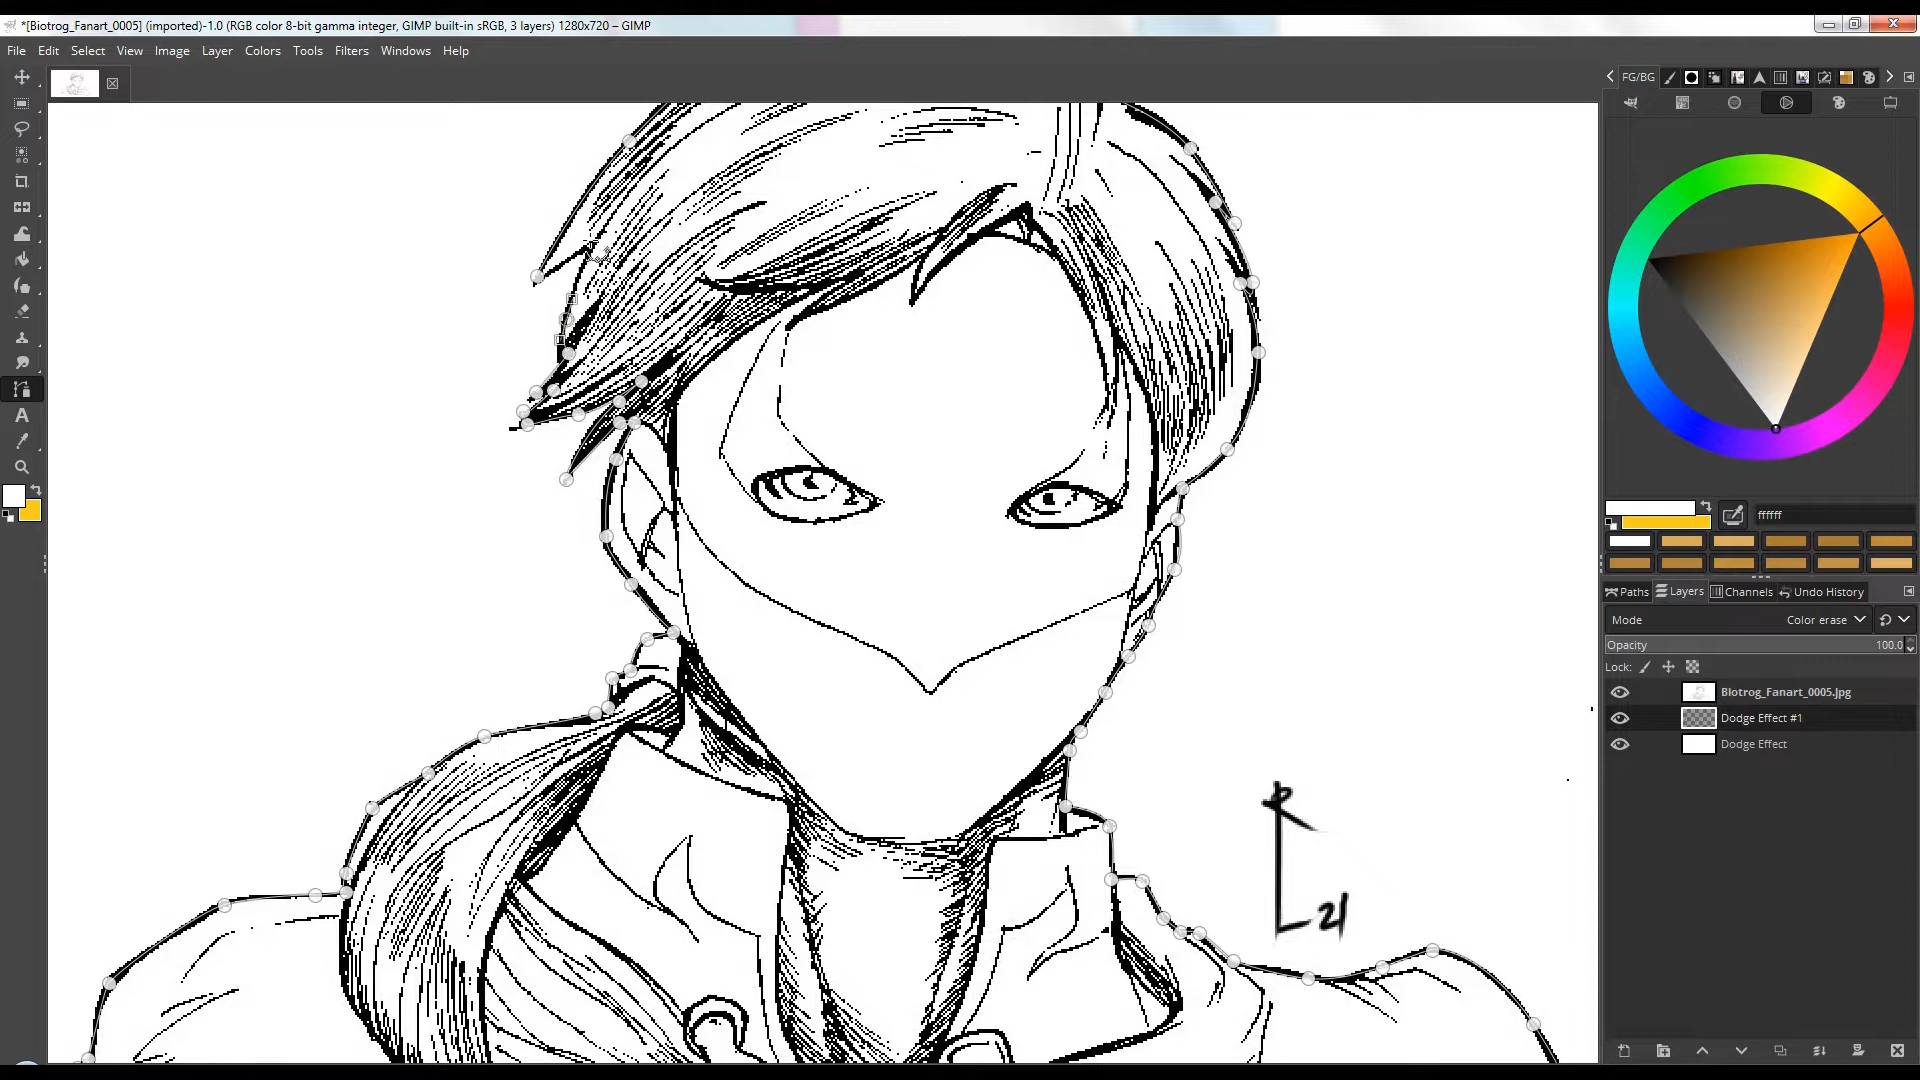 *[Biotrog_Fanart_0005] (imported)-1.0 (RGB color 8-bit gamma integer, GIMP built-in sRGB, 3 layers) 1280x720 – GIMP
File Edit Select View Image Layer Colors Tools Filters Windows Help
FG/BG
ffffff
Paths Layers Channels Undo History
Mode Color erase
Opacity 100.0
Lock:
BIotrog_Fanart_0005.jpg
Dodge Effect #1
Dodge Effect
21